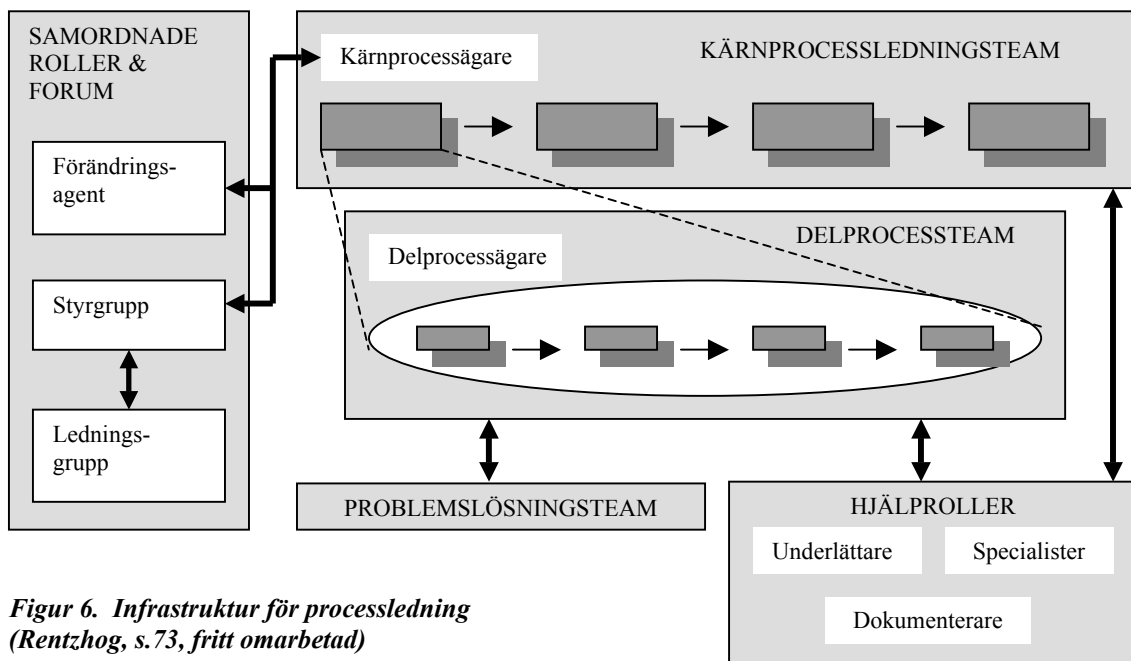 SAMORDNADE
ROLLER &
FORUM
Förändrings-
agent
Styrgrupp
Lednings-
grupp
KÄRNPROCESSLEDNINGSTEAM
Kärnprocessägare
DELPROCESSTEAM
Delprocessägare
PROBLEMSLÖSNINGSTEAM
HJÄLPROLLER
Underlättare
Specialister
Dokumenterare
Figur 6. Infrastruktur för processledning
(Rentzhog, s.73, fritt omarbetad)